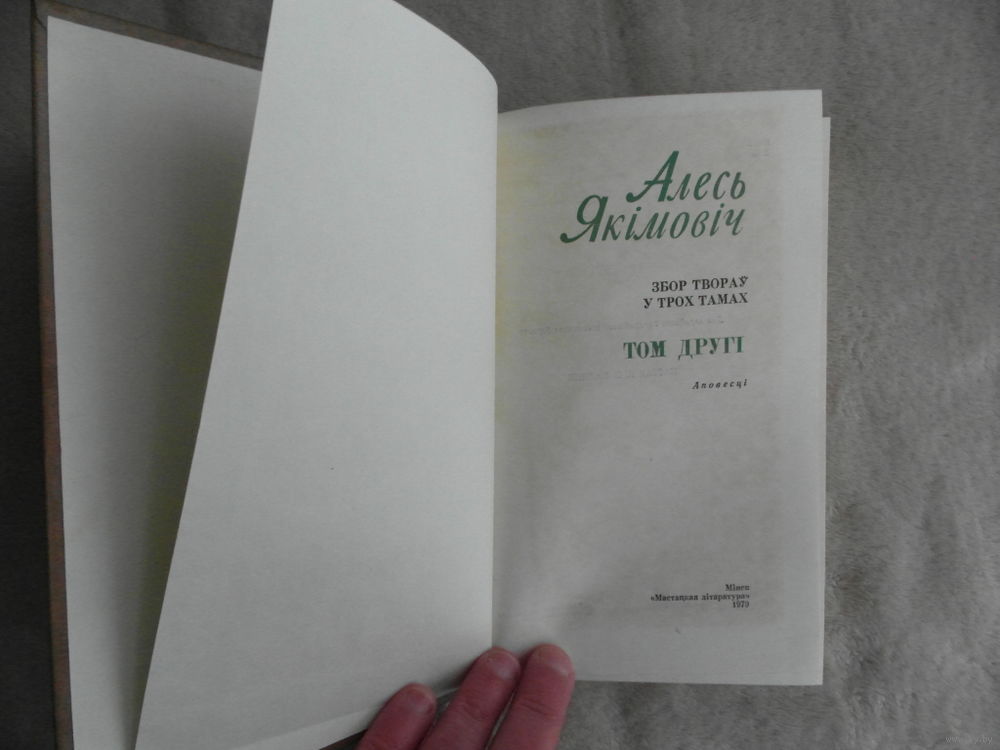 Алесь
Якімовіч
ЗБОР ТВОРАЎ
У ТРОХ ТАМАХ
ТОМ ДРУГІ
Аповесці
Мінск
«Мастацкая літаратура»
1979